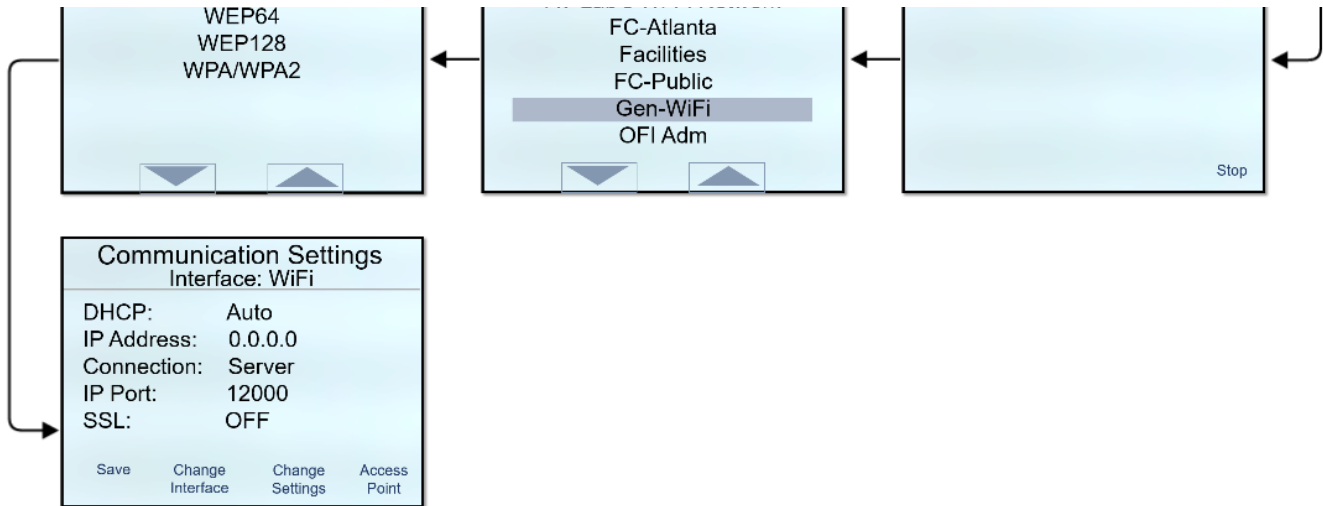 WEP64
WEP128
WPA/WPA2
FC-Atlanta
Facilities
FC-Public
Gen-WiFi
OFI Adm
Stop
Communication Settings
Interface: WiFi
DHCP: Auto
IP Address: 0.0.0.0
Connection: Server
IP Port: 12000
SSL: OFF
Save Change Interface Change Settings Access Point